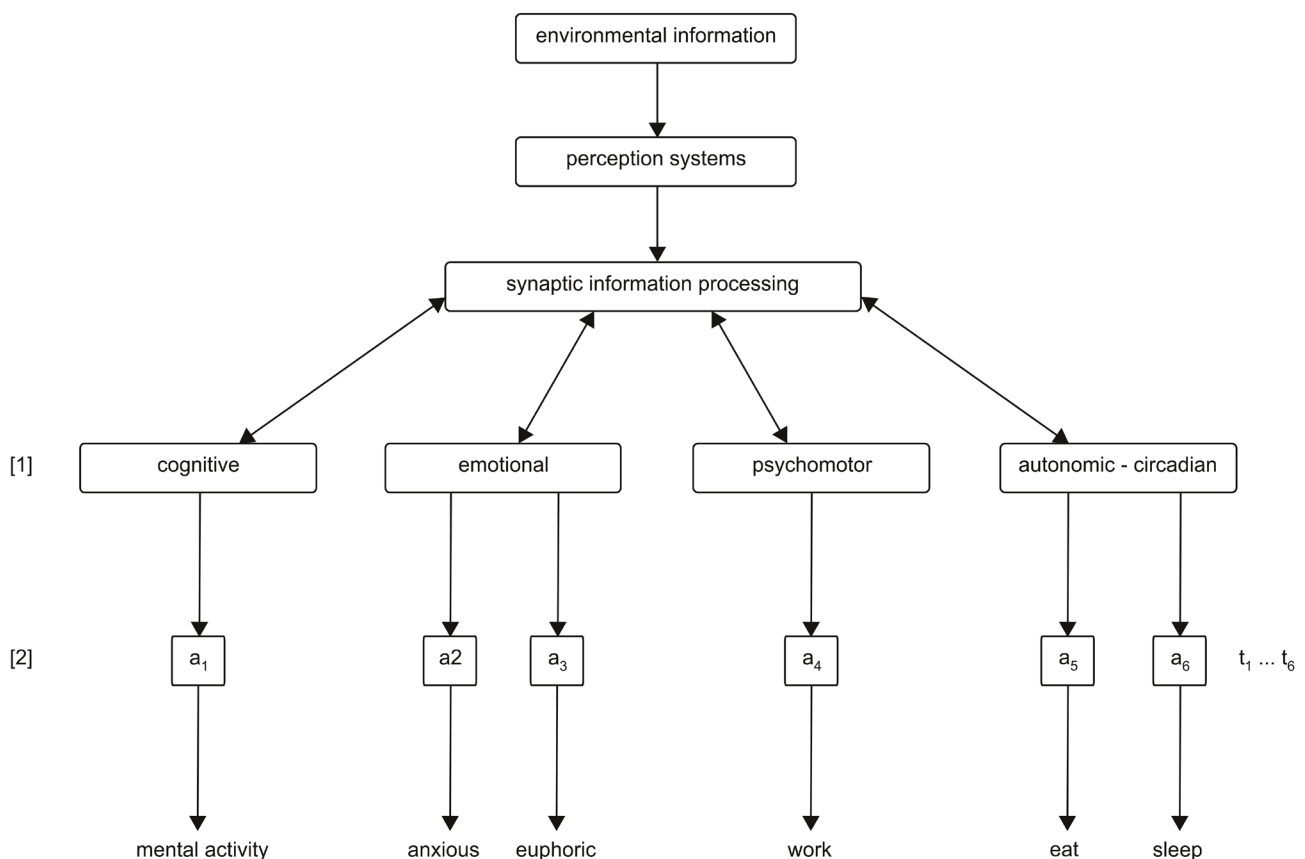 environmental information
perception systems
synaptic information processing
[1] cognitive emotional psychomotor autonomic - circadian
[2] a₁ a2 a₃ a₄ a₅ a₆ t₁ ... t₆
mental activity anxious euphoric work eat sleep